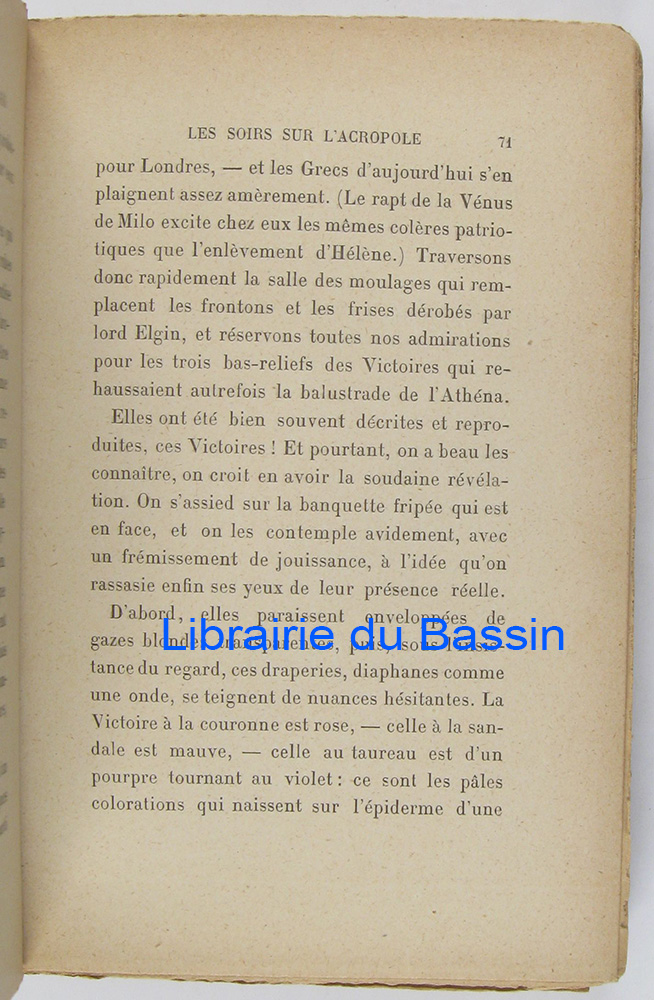 LES SOIRS SUR L'ACROPOLE 71
pour Londres, — et les Grecs d'aujourd'hui s'en
plaignent assez amèrement. (Le rapt de la Vénus
de Milo excite chez eux les mêmes colères patrio-
tiques que l'enlèvement d'Hélène.) Traversons
donc rapidement la salle des moulages qui rem-
placent les frontons et les frises dérobés par
lord Elgin, et réservons toutes nos admirations
pour les trois bas-reliefs des Victoires qui re-
haussaient autrefois la balustrade de l'Athéna.
Elles ont été bien souvent décrites et repro-
duites, ces Victoires ! Et pourtant, on a beau les
connaître, on croit en avoir la soudaine révéla-
tion. On s'assied sur la banquette fripée qui est
en face, et on les contemple avidement, avec
un frémissement de jouissance, à l'idée qu'on
rassasie enfin ses yeux de leur présence réelle.
D'abord, elles paraissent enveloppées de
gazes blondes transparentes, puis, sous l'insis-
Librairie du Bassin
tance du regard, ces draperies, diaphanes comme
une onde, se teignent de nuances hésitantes. La
Victoire à la couronne est rose, — celle à la san-
dale est mauve, — celle au taureau est d'un
pourpre tournant au violet : ce sont les pâles
colorations qui naissent sur l'épiderme d'une